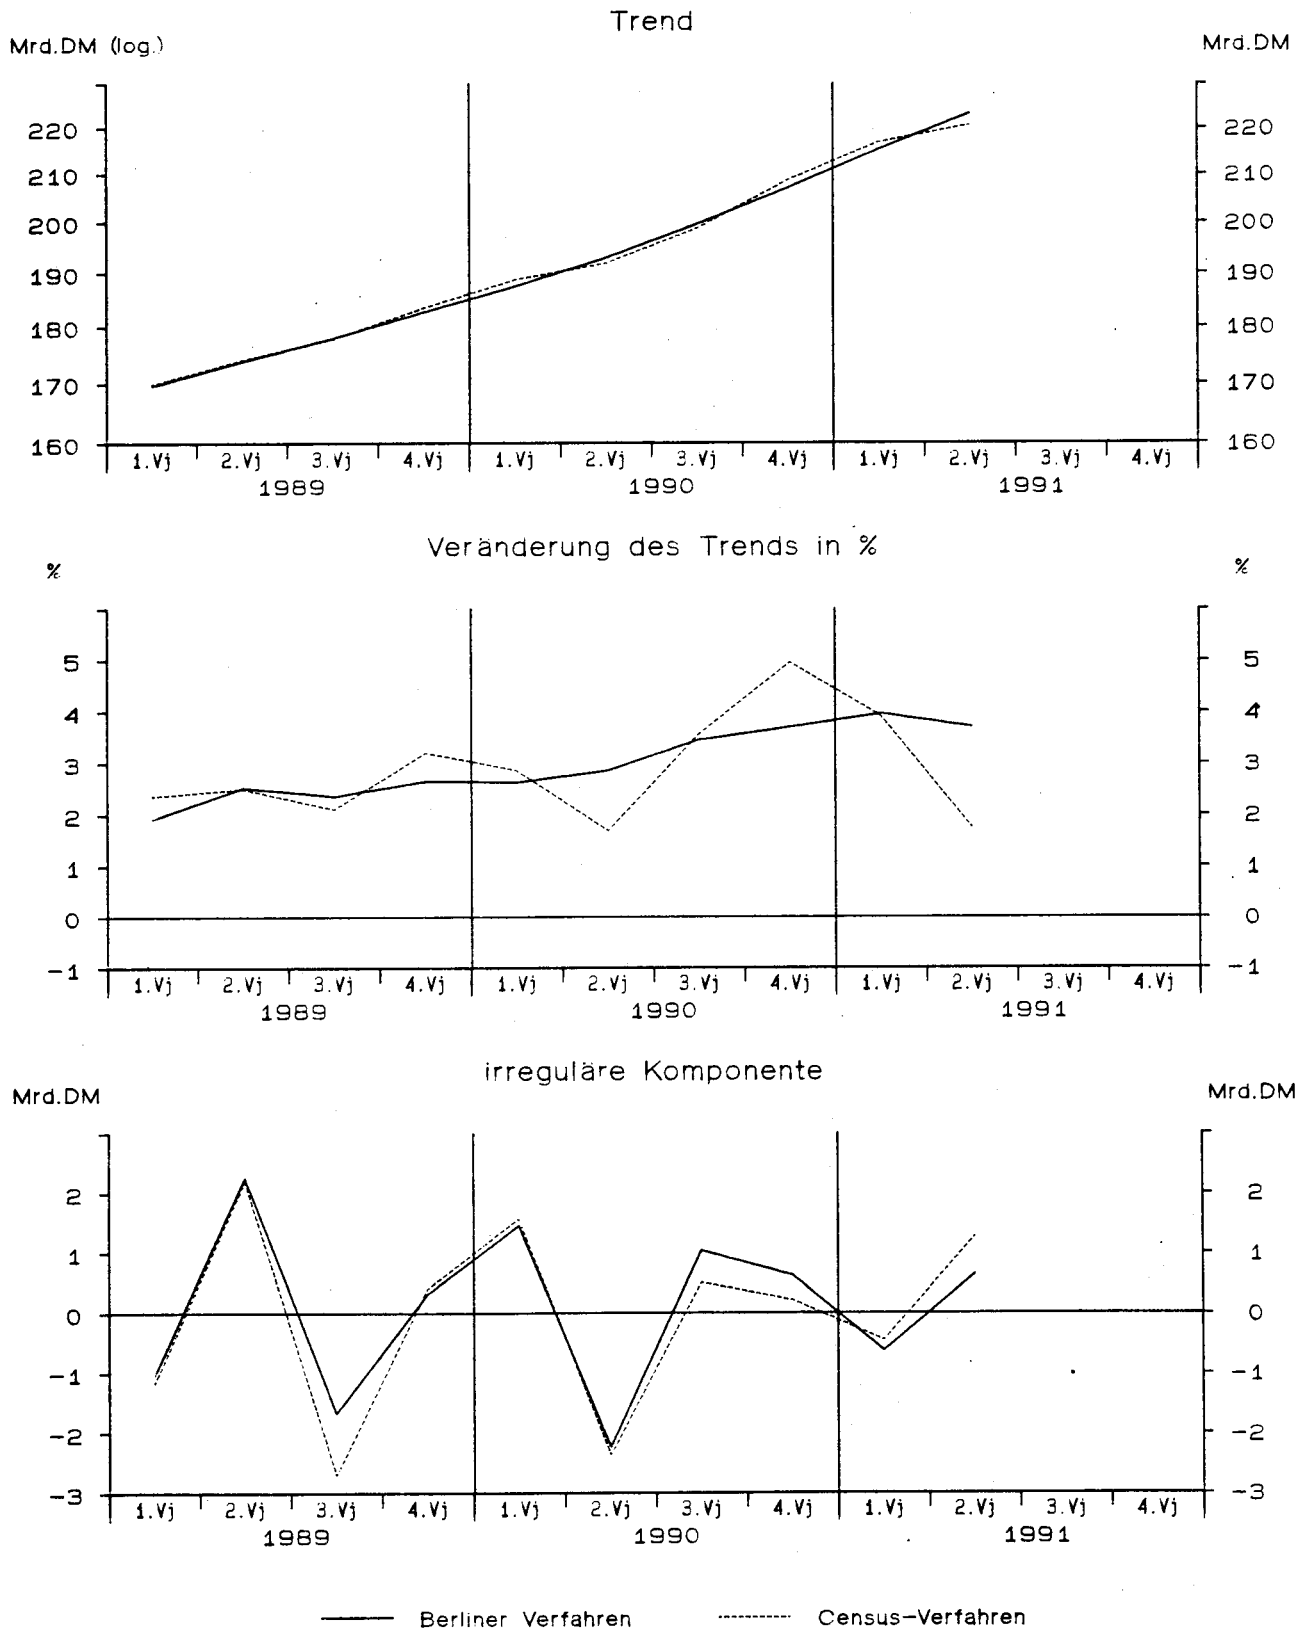 Trend
Mrd.DM (log.) Mrd.DM
220 220
210 210
200 200
190 190
180 180
170 170
160 160
1.Vj 2.Vj 3.Vj 4.Vj 1.Vj 2.Vj 3.Vj 4.Vj 1.Vj 2.Vj 3.Vj 4.Vj
1989 1990 1991
Veränderung des Trends in %
% %
5 5
4 4
3 3
2 2
1 1
0 0
-1 -1
1.Vj 2.Vj 3.Vj 4.Vj 1.Vj 2.Vj 3.Vj 4.Vj 1.Vj 2.Vj 3.Vj 4.Vj
1989 1990 1991
irreguläre Komponente
Mrd.DM Mrd.DM
2 2
1 1
0 0
-1 -1
-2 -2
-3 -3
1.Vj 2.Vj 3.Vj 4.Vj 1.Vj 2.Vj 3.Vj 4.Vj 1.Vj 2.Vj 3.Vj 4.Vj
1989 1990 1991
Berliner Verfahren Census-Verfahren